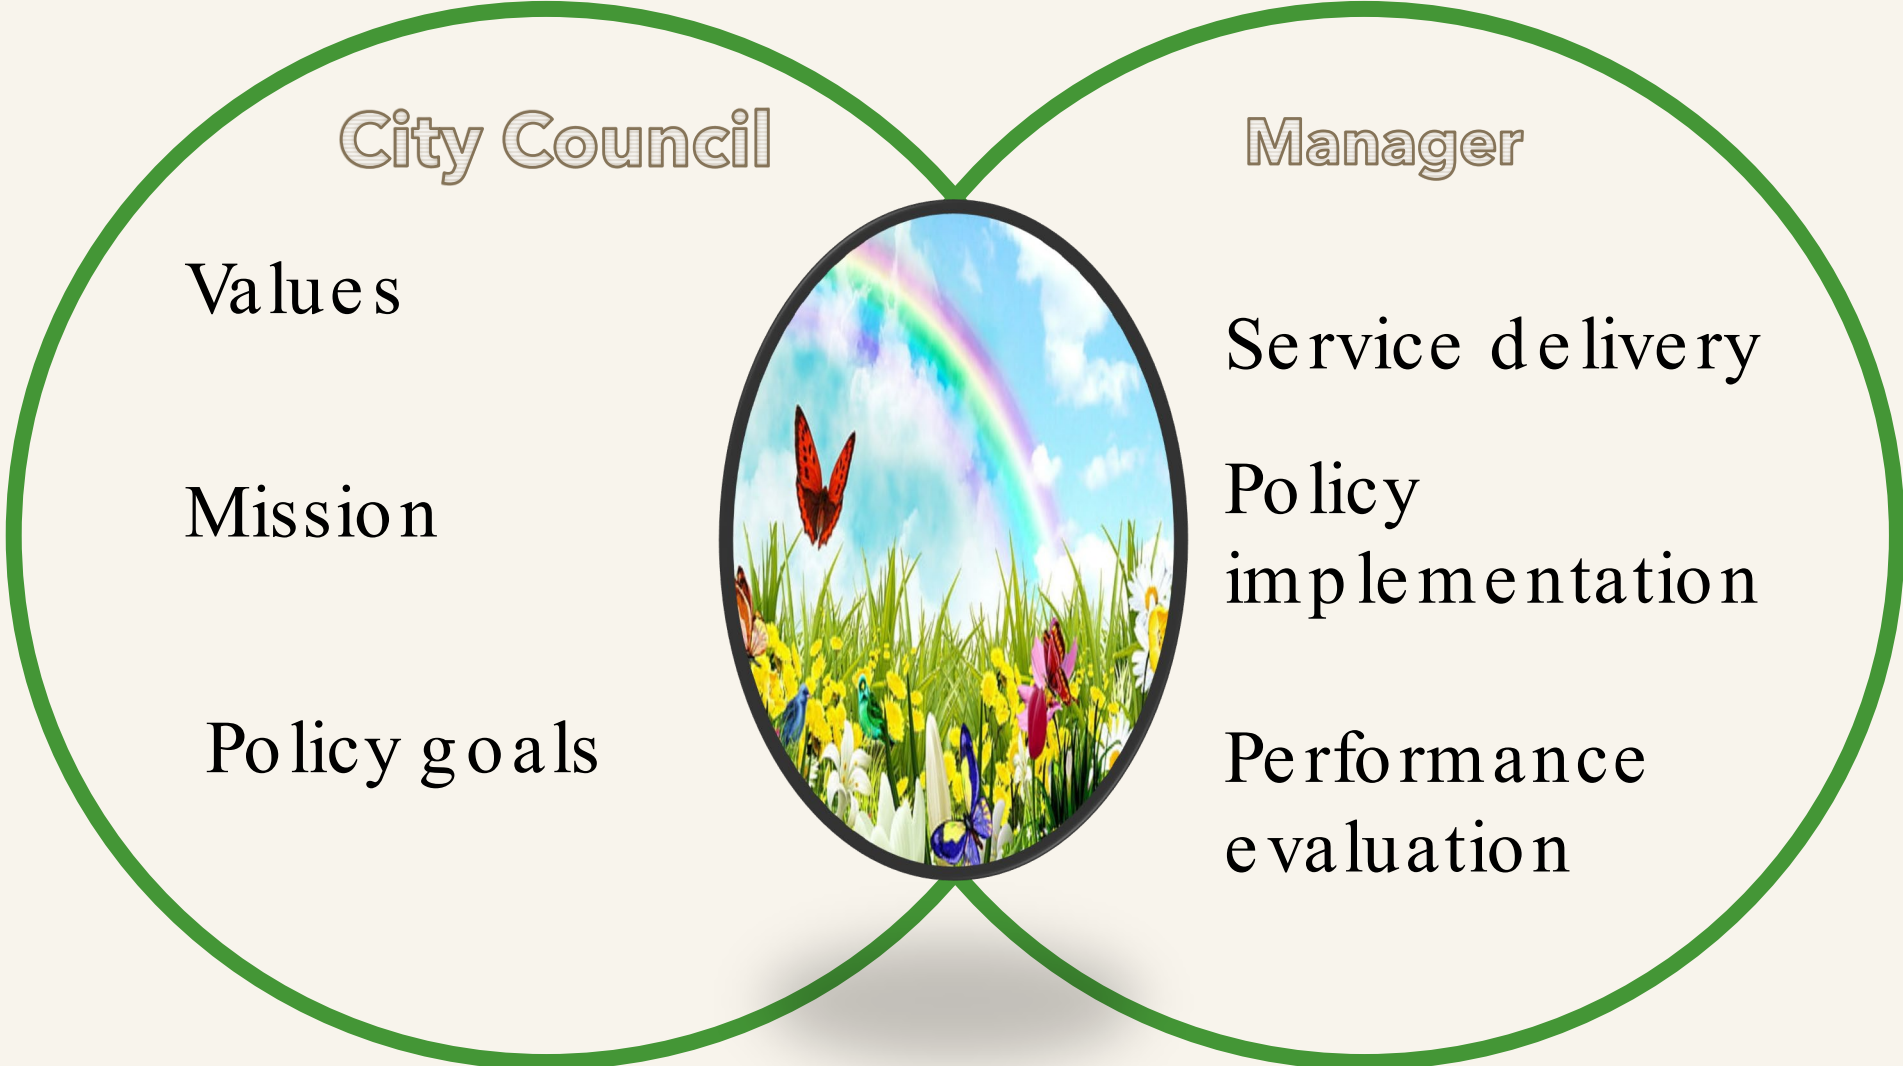 City Council
Values
Mission
Policy goals
Manager
Service delivery
Policy
implementation
Performance
evaluation